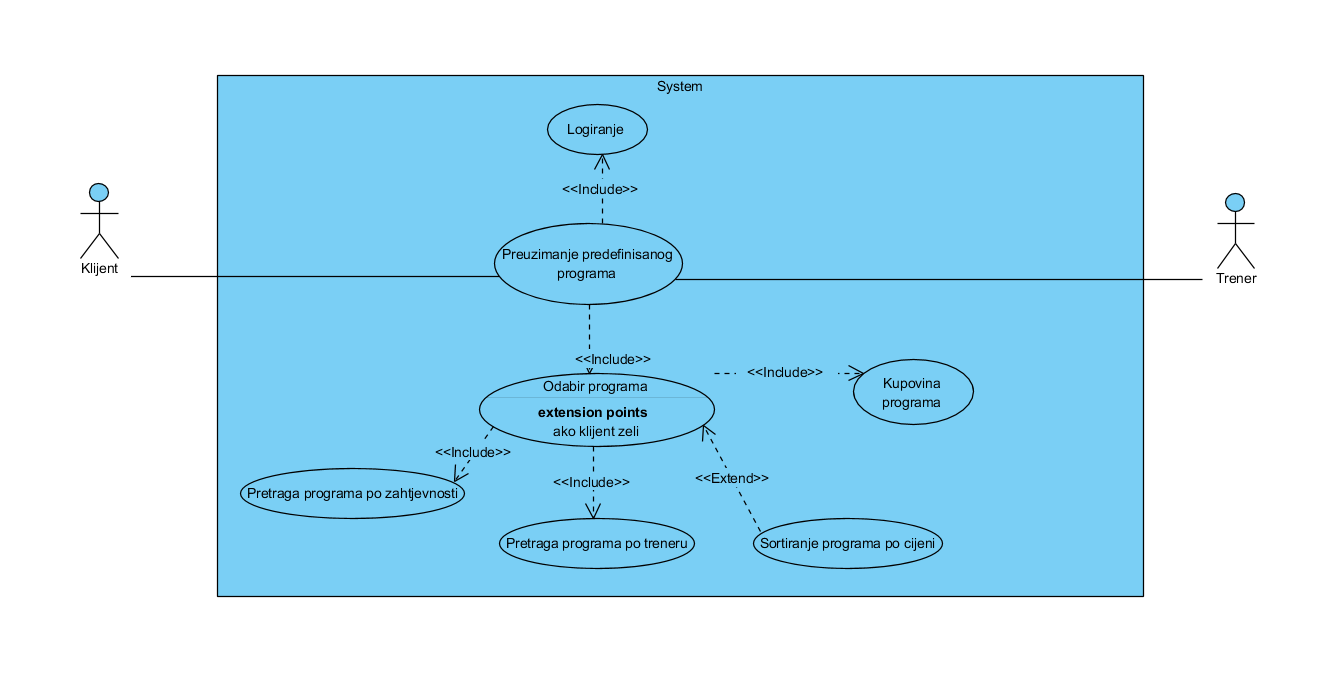 System
Logiranje
<<Include>>
Klijent
Preuzimanje predefinisanog
programa
Trener
<<Include>>
<<Include>>
Kupovina
programa
Odabir programa
extension points
ako klijent zeli
<<Include>>
<<Include>>
<<Extend>>
Pretraga programa po zahtjevnosti
Pretraga programa po treneru
Sortiranje programa po cijeni